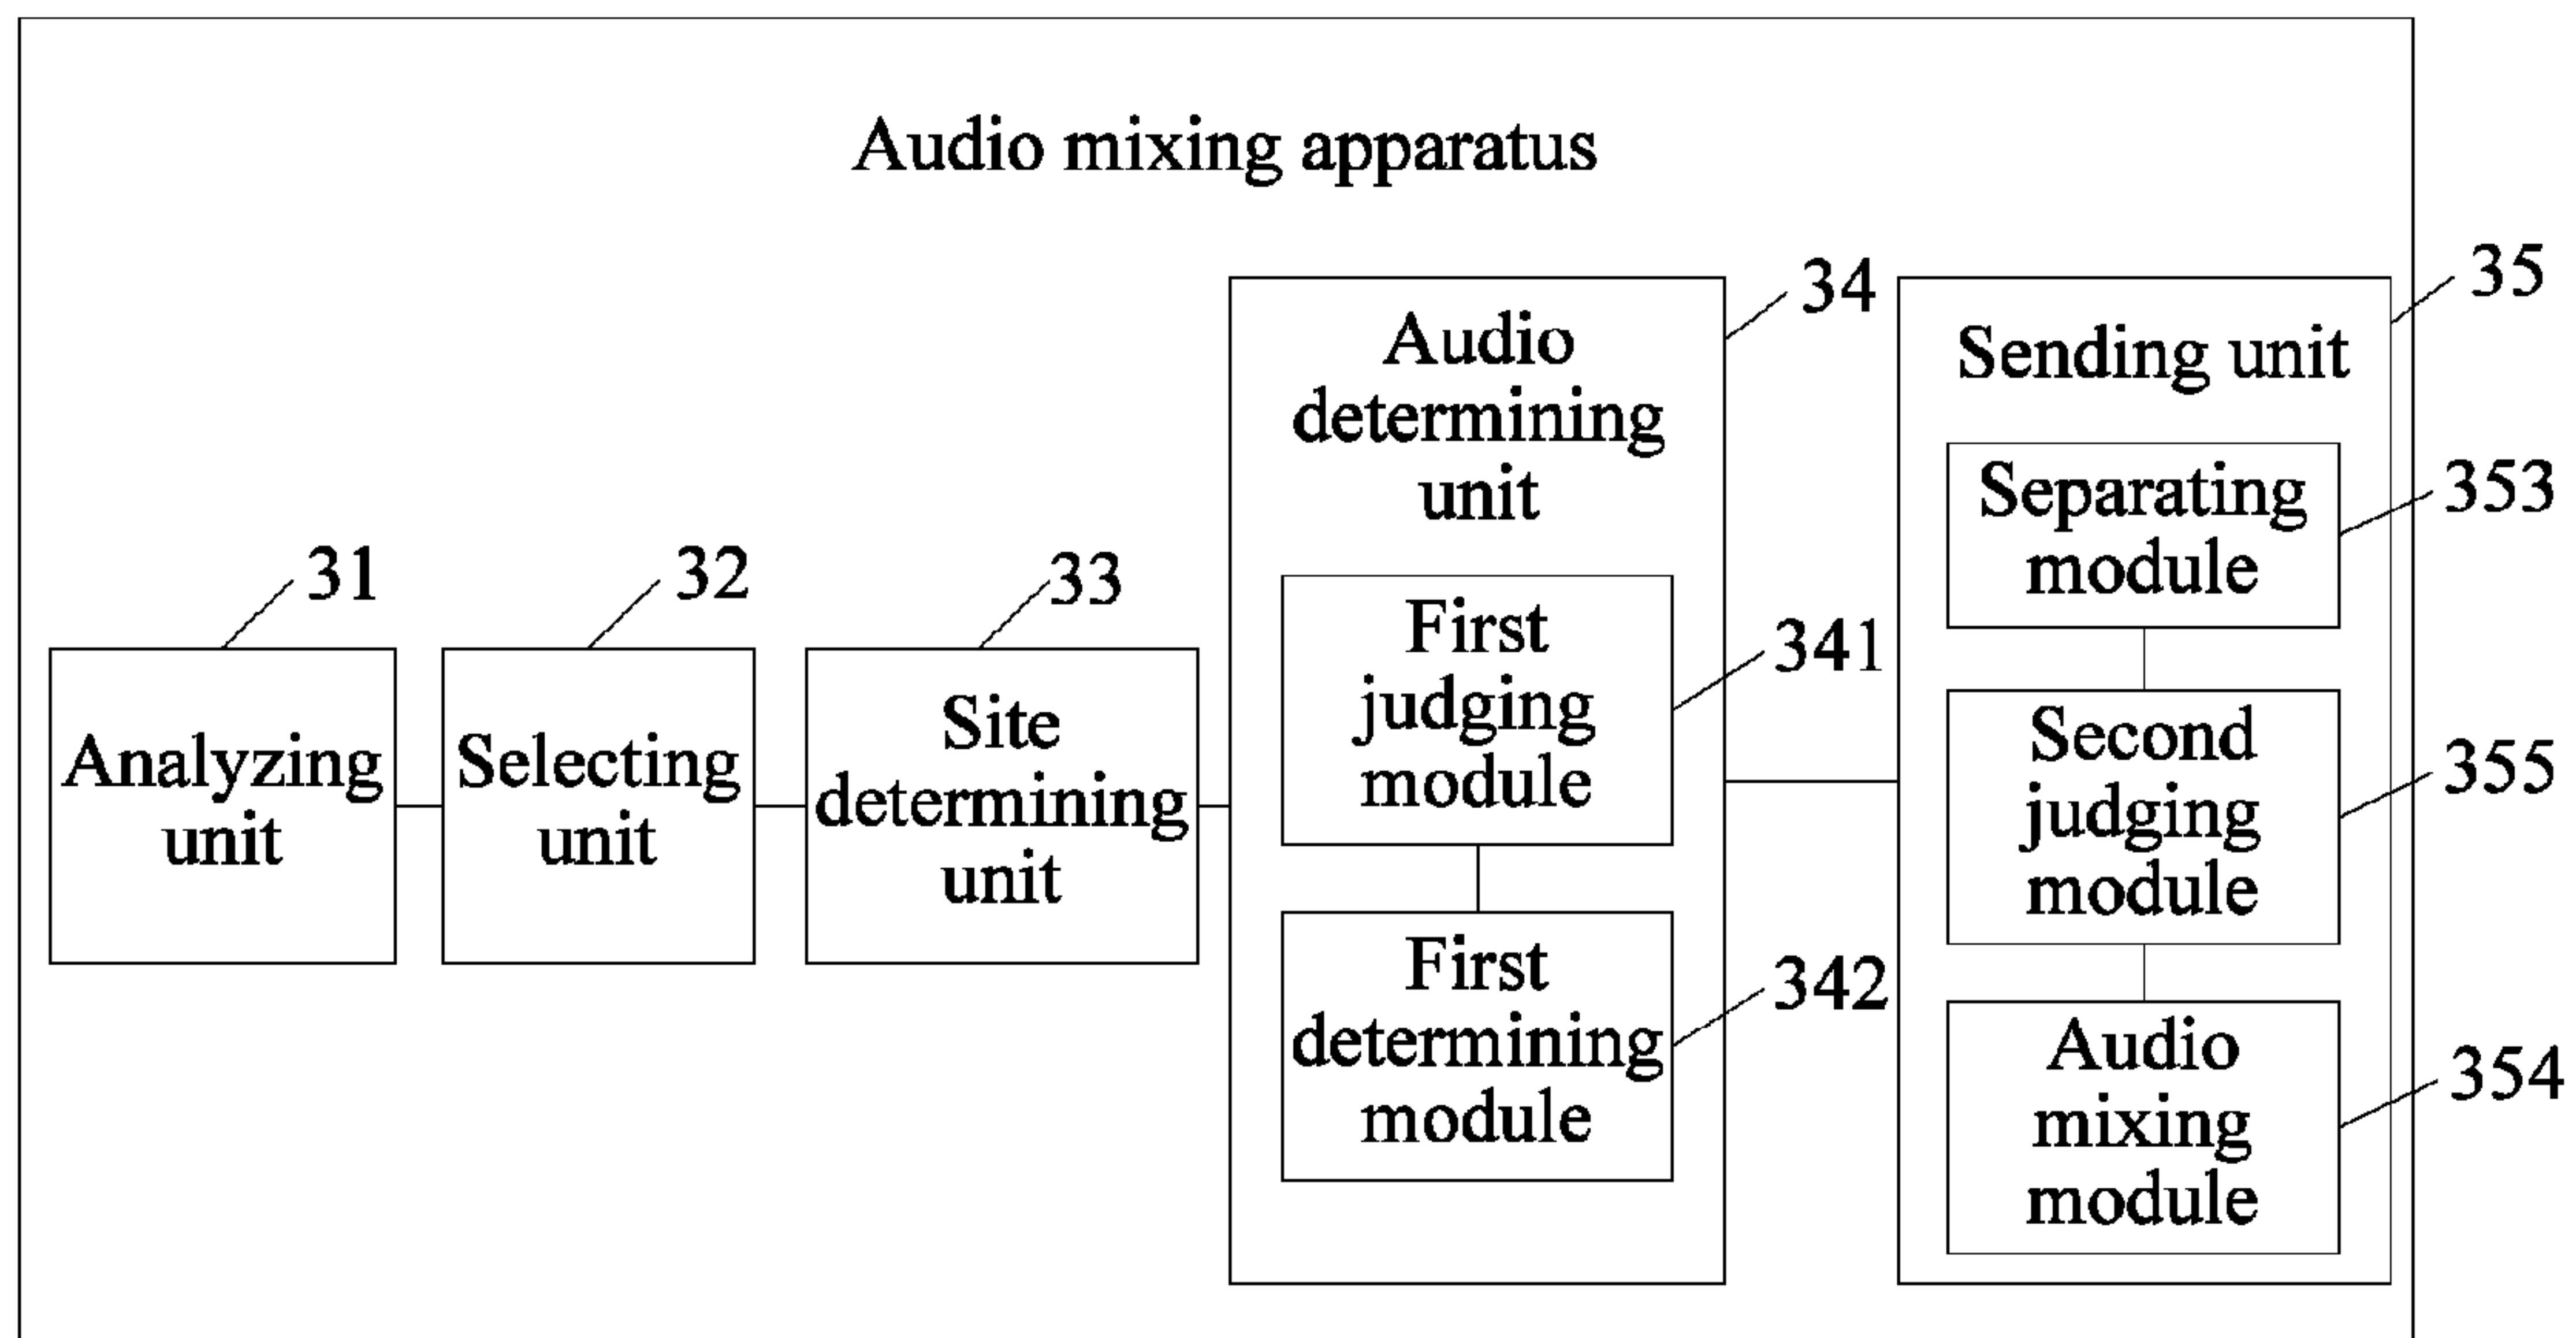 Audio mixing apparatus
31
Analyzing
unit
32
Selecting
unit
33
Site
determining
unit
34
Audio
determining
unit
341
First
judging
module
342
First
determining
module
35
Sending unit
353
Separating
module
355
Second
judging
module
354
Audio
mixing
module